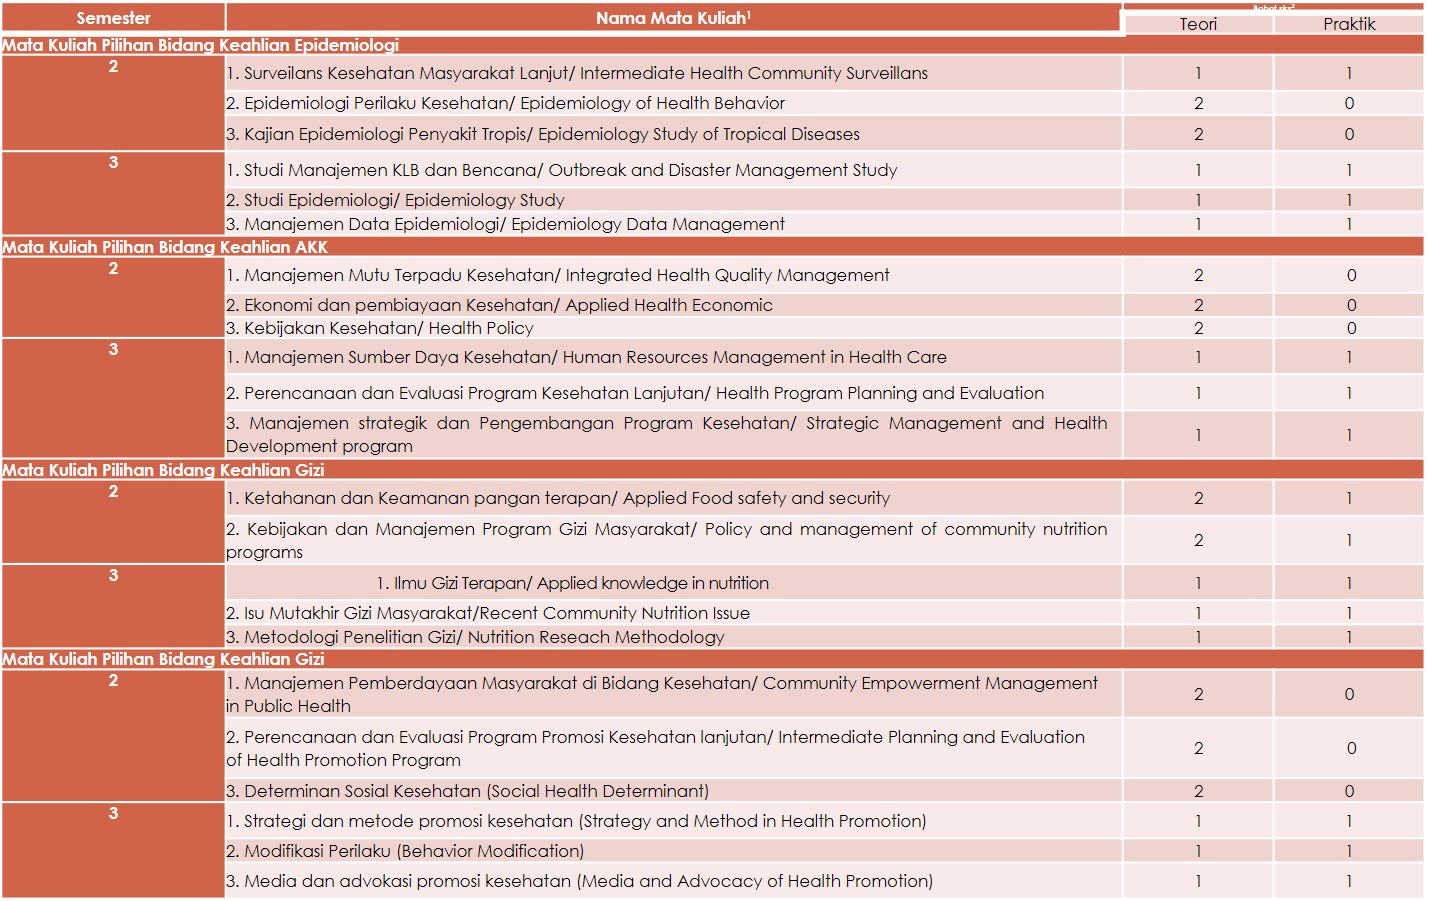 Semester Nama Mata Kuliah¹ Bobot sks²
Teori Praktik
Mata Kuliah Pilihan Bidang Keahlian Epidemiologi
2 1. Surveilans Kesehatan Masyarakat Lanjut/ Intermediate Health Community Surveillans 1 1
2. Epidemiologi Perilaku Kesehatan/ Epidemiology of Health Behavior 2 0
3. Kajian Epidemiologi Penyakit Tropis/ Epidemiology Study of Tropical Diseases 2 0
3 1. Studi Manajemen KLB dan Bencana/ Outbreak and Disaster Management Study 1 1
2. Studi Epidemiologi/ Epidemiology Study 1 1
3. Manajemen Data Epidemiologi/ Epidemiology Data Management 1 1
Mata Kuliah Pilihan Bidang Keahlian AKK
2 1. Manajemen Mutu Terpadu Kesehatan/ Integrated Health Quality Management 2 0
2. Ekonomi dan pembiayaan Kesehatan/ Applied Health Economic 2 0
3. Kebijakan Kesehatan/ Health Policy 2 0
3 1. Manajemen Sumber Daya Kesehatan/ Human Resources Management in Health Care 1 1
2. Perencanaan dan Evaluasi Program Kesehatan Lanjutan/ Health Program Planning and Evaluation 1 1
3. Manajemen strategik dan Pengembangan Program Kesehatan/ Strategic Management and Health
Development program 1 1
Mata Kuliah Pilihan Bidang Keahlian Gizi
2 1. Ketahanan dan Keamanan pangan terapan/ Applied Food safety and security 2 1
2. Kebijakan dan Manajemen Program Gizi Masyarakat/ Policy and management of community nutrition
programs 2 1
3 1. Ilmu Gizi Terapan/ Applied knowledge in nutrition 1 1
2. Isu Mutakhir Gizi Masyarakat/Recent Community Nutrition Issue 1 1
3. Metodologi Penelitian Gizi/ Nutrition Reseach Methodology 1 1
Mata Kuliah Pilihan Bidang Keahlian Gizi
2 1. Manajemen Pemberdayaan Masyarakat di Bidang Kesehatan/ Community Empowerment Management
in Public Health 2 0
2. Perencanaan dan Evaluasi Program Promosi Kesehatan lanjutan/ Intermediate Planning and Evaluation
of Health Promotion Program 2 0
3. Determinan Sosial Kesehatan (Social Health Determinant) 2 0
3 1. Strategi dan metode promosi kesehatan (Strategy and Method in Health Promotion) 1 1
2. Modifikasi Perilaku (Behavior Modification) 1 1
3. Media dan advokasi promosi kesehatan (Media and Advocacy of Health Promotion) 1 1